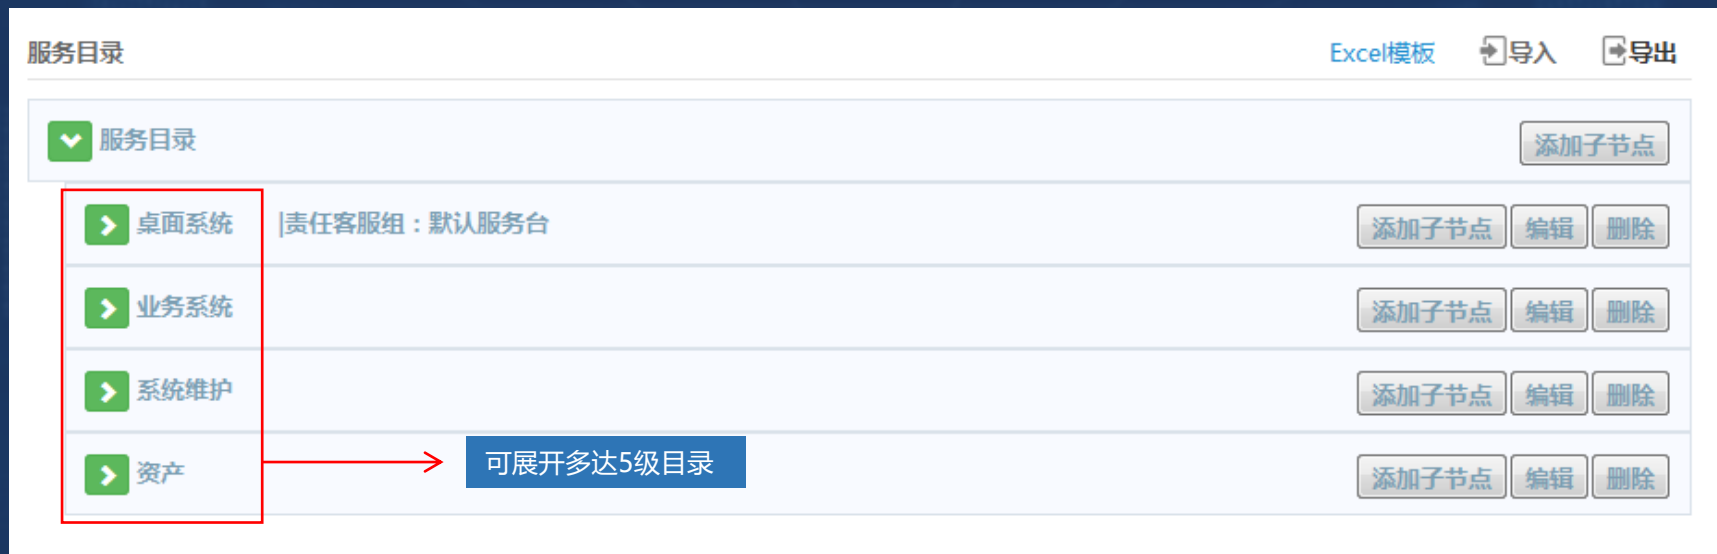 服务目录 Excel模板 导入 导出
服务目录 添加子节点
桌面系统 |责任客服组：默认服务台 添加子节点 编辑 删除
业务系统 添加子节点 编辑 删除
系统维护 添加子节点 编辑 删除
资产 可展开多达5级目录 添加子节点 编辑 删除